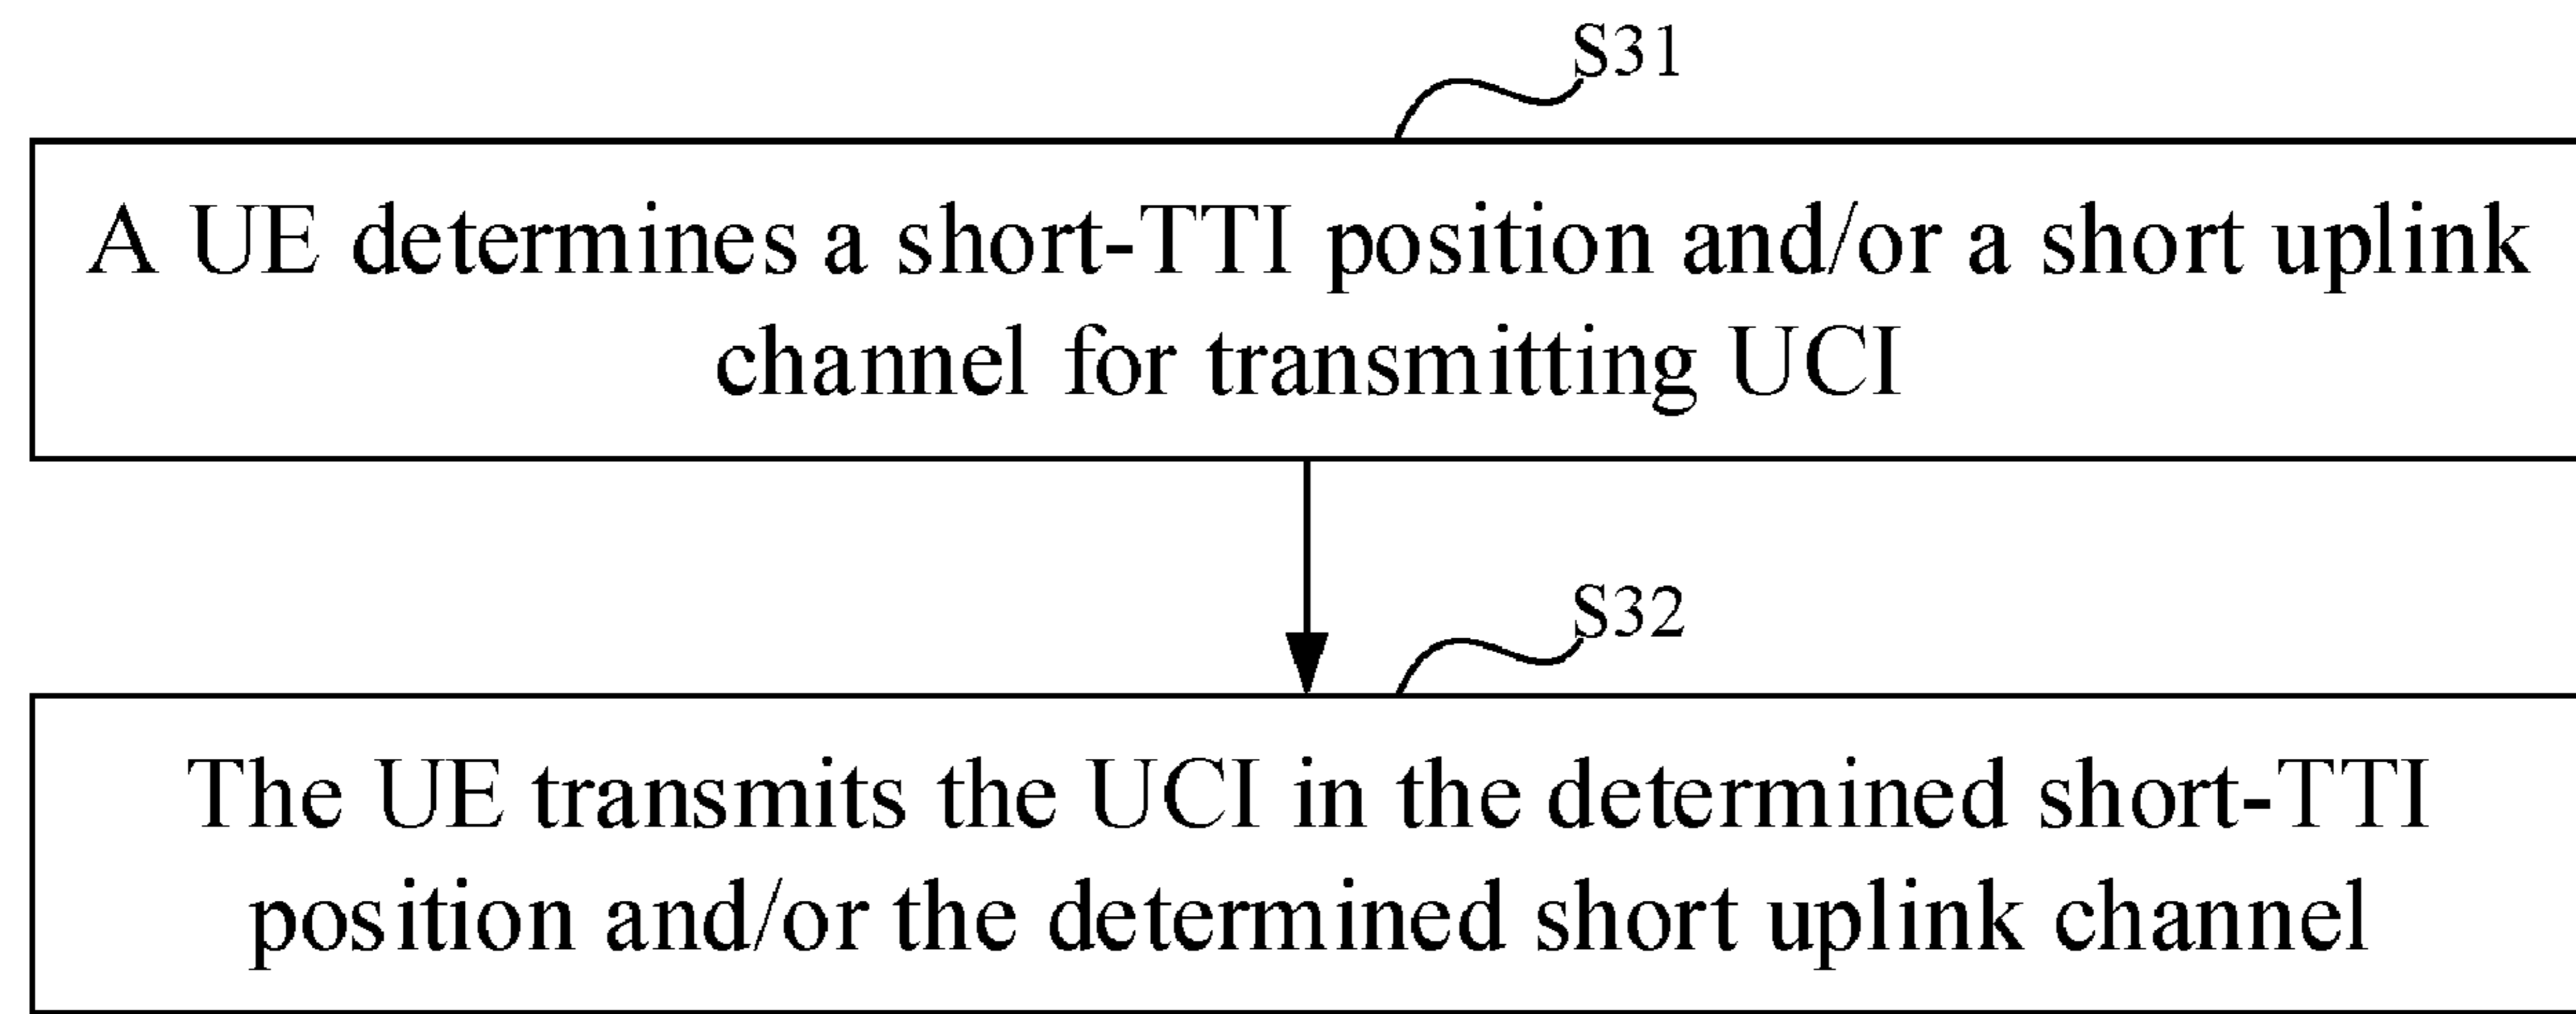 S31
A UE determines a short-TTI position and/or a short uplink
channel for transmitting UCI
S32
The UE transmits the UCI in the determined short-TTI
position and/or the determined short uplink channel